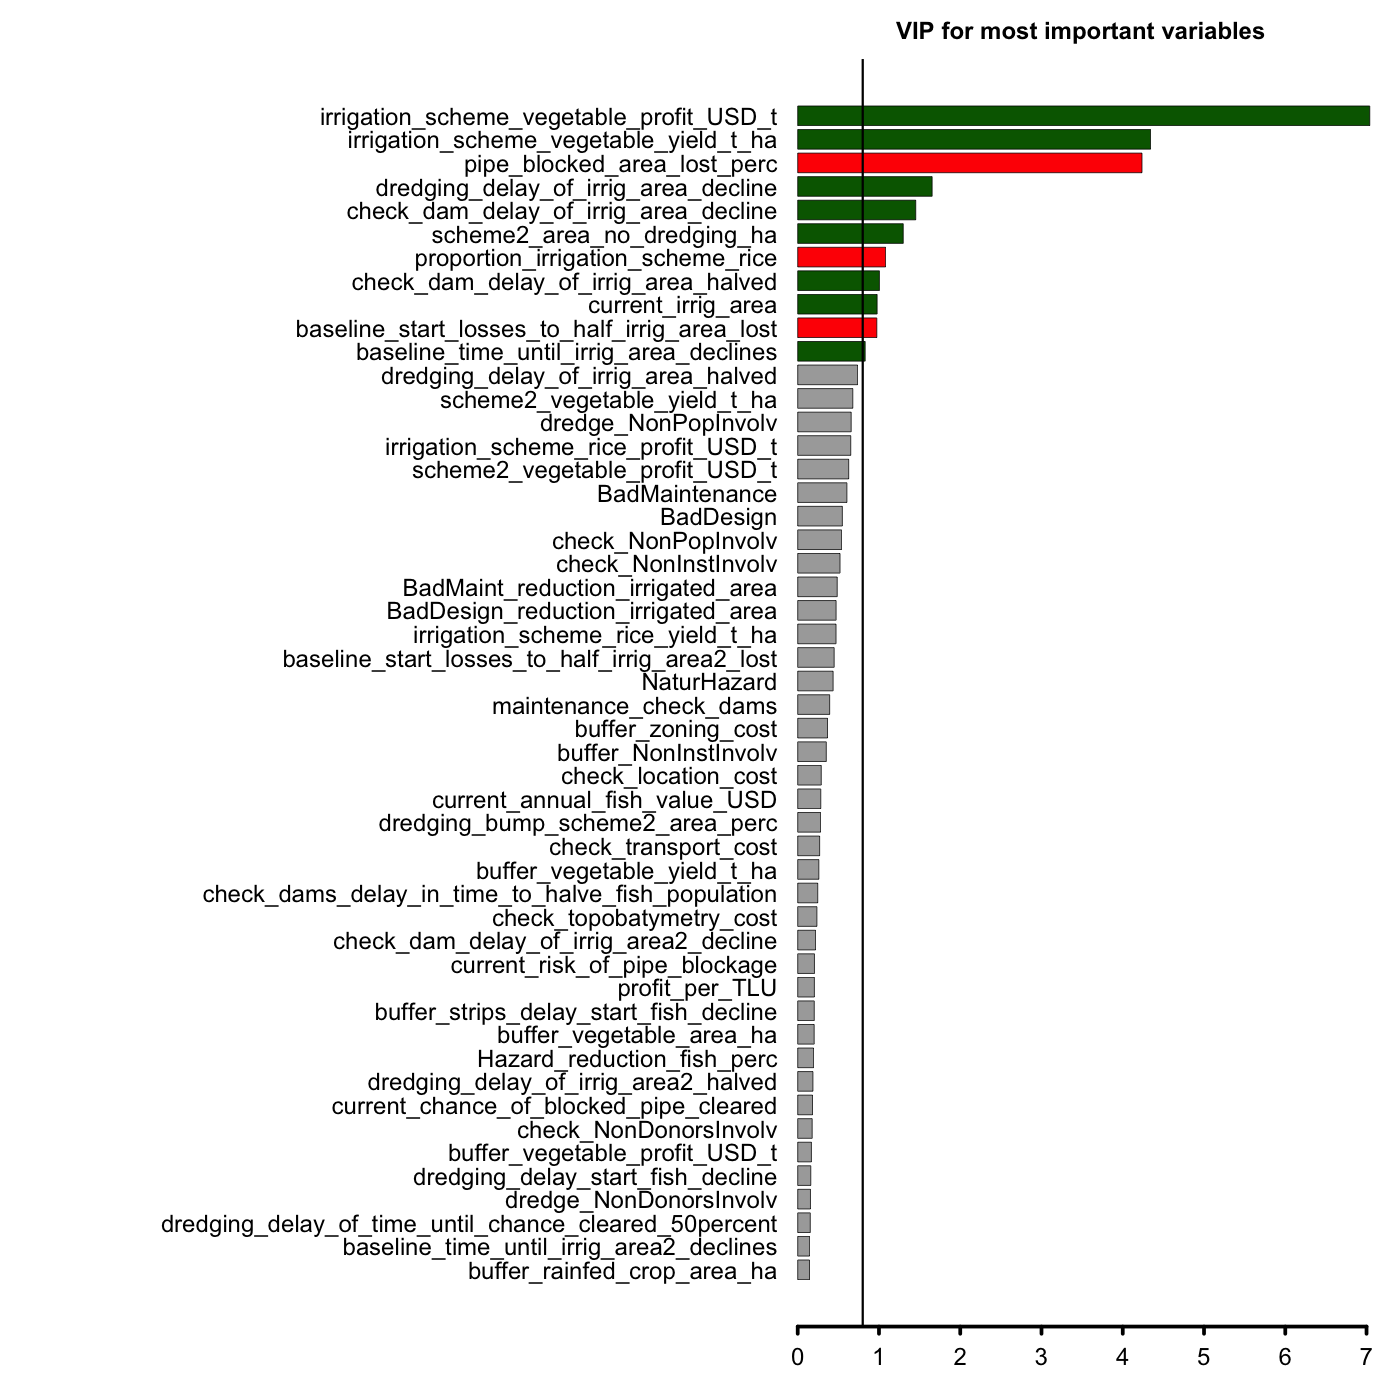 VIP for most important variables
irrigation_scheme_vegetable_profit_USD_t
irrigation_scheme_vegetable_yield_t_ha
pipe_blocked_area_lost_perc
dredging_delay_of_irrig_area_decline
check_dam_delay_of_irrig_area_decline
scheme2_area_no_dredging_ha
proportion_irrigation_scheme_rice
check_dam_delay_of_irrig_area_halved
current_irrig_area
baseline_start_losses_to_half_irrig_area_lost
baseline_time_until_irrig_area_declines
dredging_delay_of_irrig_area_halved
scheme2_vegetable_yield_t_ha
dredge_NonPopInvolv
irrigation_scheme_rice_profit_USD_t
scheme2_vegetable_profit_USD_t
BadMaintenance
BadDesign
check_NonPopInvolv
check_NonInstInvolv
BadMaint_reduction_irrigated_area
BadDesign_reduction_irrigated_area
irrigation_scheme_rice_yield_t_ha
baseline_start_losses_to_half_irrig_area2_lost
NaturHazard
maintenance_check_dams
buffer_zoning_cost
buffer_NonInstInvolv
check_location_cost
current_annual_fish_value_USD
dredging_bump_scheme2_area_perc
check_transport_cost
buffer_vegetable_yield_t_ha
check_dams_delay_in_time_to_halve_fish_population
check_topobatymetry_cost
check_dam_delay_of_irrig_area2_decline
current_risk_of_pipe_blockage
profit_per_TLU
buffer_strips_delay_start_fish_decline
buffer_vegetable_area_ha
Hazard_reduction_fish_perc
dredging_delay_of_irrig_area2_halved
current_chance_of_blocked_pipe_cleared
check_NonDonorsInvolv
buffer_vegetable_profit_USD_t
dredging_delay_start_fish_decline
dredge_NonDonorsInvolv
dredging_delay_of_time_until_chance_cleared_50percent
baseline_time_until_irrig_area2_declines
buffer_rainfed_crop_area_ha
0 1 2 3 4 5 6 7